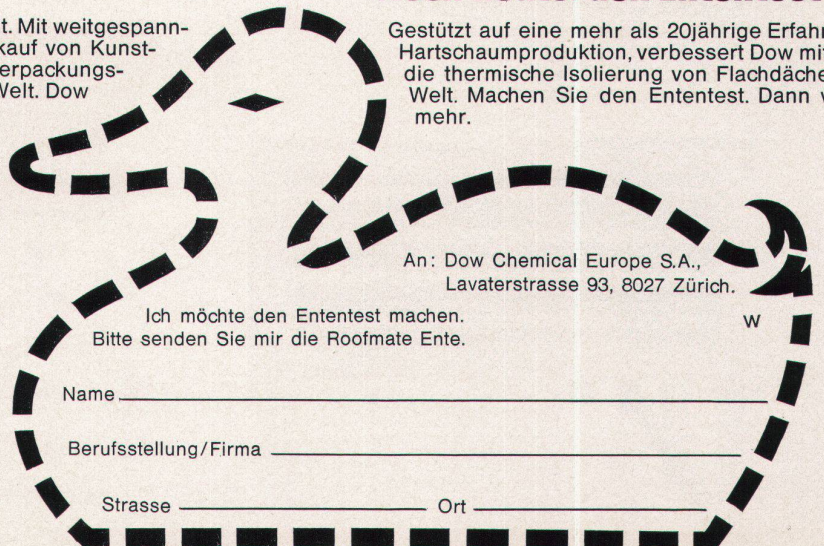 t. Mit weitgespann-
kauf von Kunst-
erpackungs-
Welt. Dow
Gestützt auf eine mehr als 20jährige Erfahr
Hartschaumproduktion, verbessert Dow mit
die thermische Isolierung von Flachdäche
Welt. Machen Sie den Ententest. Dann w
mehr.
An: Dow Chemical Europe S.A.,
Lavaterstrasse 93, 8027 Zürich.
W
Ich möchte den Ententest machen.
Bitte senden Sie mir die Roofmate Ente.
Name
Berufsstellung/Firma
Strasse Ort